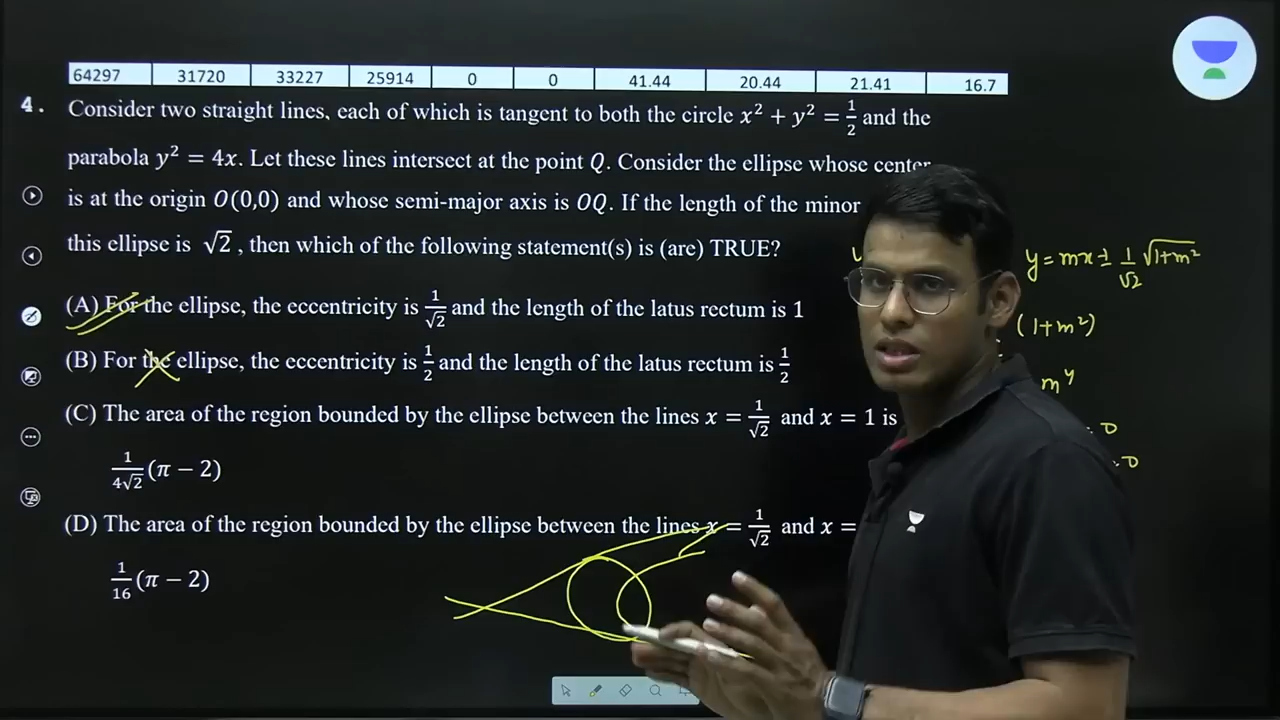 64297 31720 33227 25914 0 0 41.44 20.44 21.41 16.7
4. Consider two straight lines, each of which is tangent to both the circle x² + y² = 1/2 and the
parabola y² = 4x. Let these lines intersect at the point Q. Consider the ellipse whose center
is at the origin O(0,0) and whose semi-major axis is OQ. If the length of the minor
this ellipse is √2, then which of the following statement(s) is (are) TRUE?
(A) For the ellipse, the eccentricity is 1/√2 and the length of the latus rectum is 1
(B) For the ellipse, the eccentricity is 1/2 and the length of the latus rectum is 1/2
(C) The area of the region bounded by the ellipse between the lines x = 1/√2 and x = 1 is
1/4√2 (π − 2)
(D) The area of the region bounded by the ellipse between the lines x = 1/√2 and x =
1/16 (π − 2)
y = mx ± 1/√2 √1+m²
(1+m²)